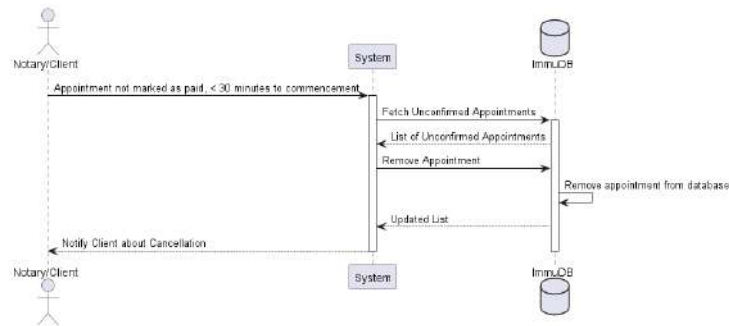 Notary/Client
System
ImmuDB
Appointment not marked as paid, < 30 minutes to commencement
Fetch Unconfirmed Appointments
List of Unconfirmed Appointments
Remove Appointment
Remove appointment from database
Updated List
Notify Client about Cancellation
Notary/Client
System
ImmuDB